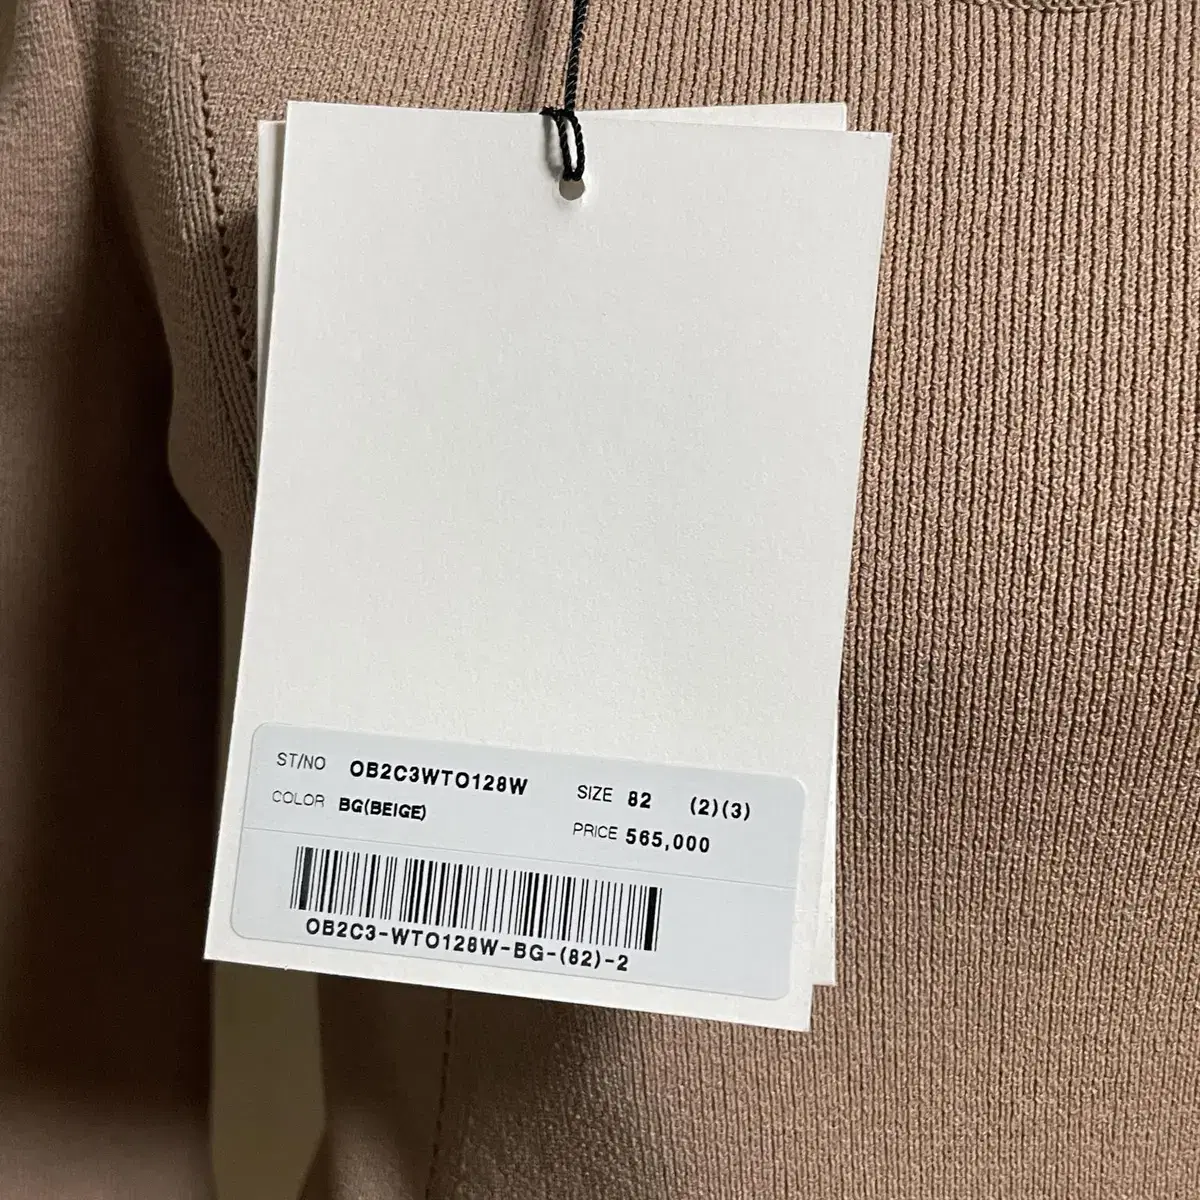 ST/NO OB2C3WTO128W SIZE 82 (2)(3)
COLOR BG(BEIGE) PRICE 565,000
OB2C3-WTO128W-BG-(82)-2